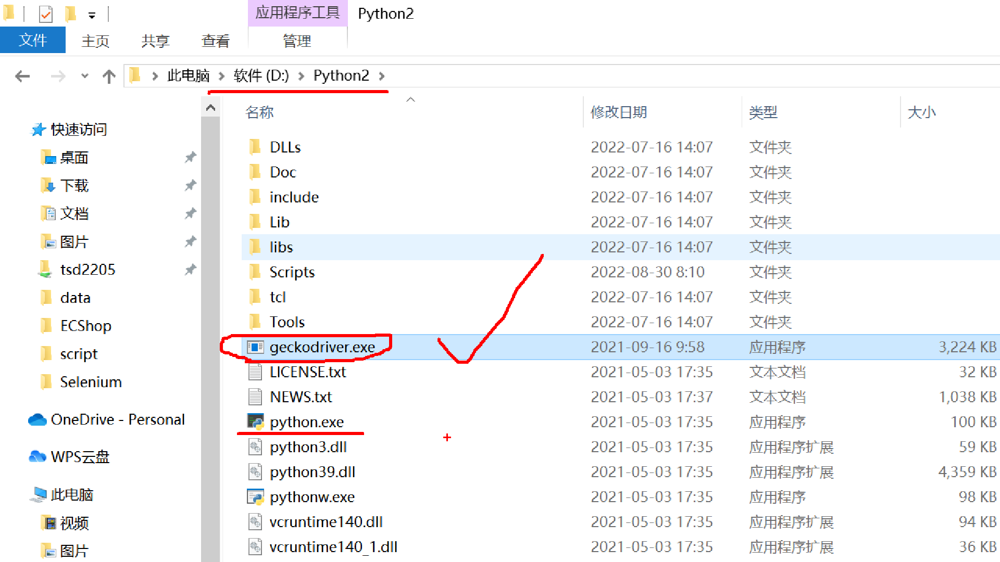 应用程序工具 Python2
文件 主页 共享 查看 管理
此电脑 软件 (D:) Python2
名称 修改日期 类型 大小
快速访问
桌面
下载
文档
图片
tsd2205
data
ECShop
script
Selenium
OneDrive - Personal
WPS云盘
此电脑
视频
图片
DLLs 2022-07-16 14:07 文件夹
Doc 2022-07-16 14:07 文件夹
include 2022-07-16 14:07 文件夹
Lib 2022-07-16 14:07 文件夹
libs 2022-07-16 14:07 文件夹
Scripts 2022-08-30 8:10 文件夹
tcl 2022-07-16 14:07 文件夹
Tools 2022-07-16 14:07 文件夹
geckodriver.exe 2021-09-16 9:58 应用程序 3,224 KB
LICENSE.txt 2021-05-03 17:35 文本文档 32 KB
NEWS.txt 2021-05-03 17:37 文本文档 1,038 KB
python.exe 2021-05-03 17:35 应用程序 100 KB
python3.dll 2021-05-03 17:35 应用程序扩展 59 KB
python39.dll 2021-05-03 17:35 应用程序扩展 4,359 KB
pythonw.exe 2021-05-03 17:35 应用程序 98 KB
vcruntime140.dll 2021-05-03 17:35 应用程序扩展 94 KB
vcruntime140_1.dll 2021-05-03 17:35 应用程序扩展 36 KB